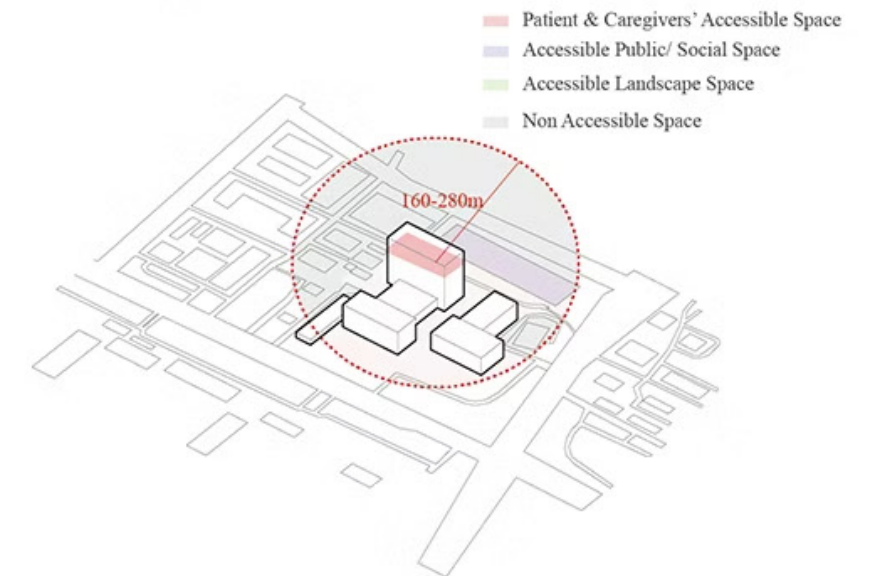 Patient & Caregivers’ Accessible Space
Accessible Public/ Social Space
Accessible Landscape Space
Non Accessible Space
160-280m